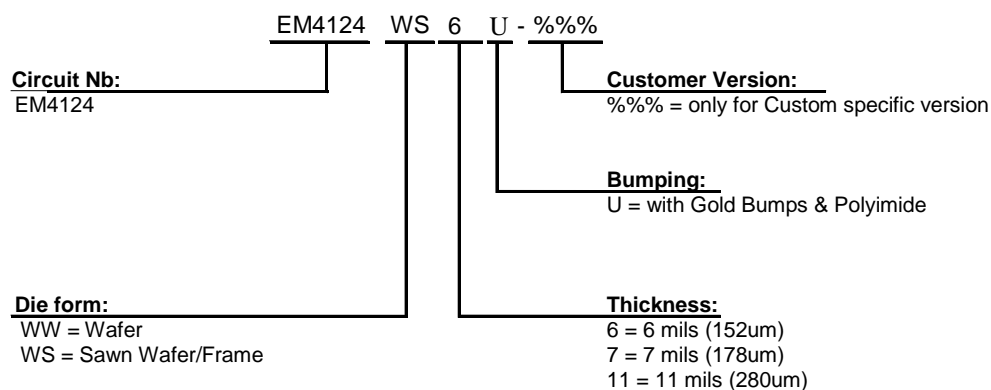 EM4124 WS 6 U - %%%
Circuit Nb:
EM4124
Customer Version:
%%% = only for Custom specific version
Bumping:
U = with Gold Bumps & Polyimide
Die form:
WW = Wafer
WS = Sawn Wafer/Frame
Thickness:
6 = 6 mils (152um)
7 = 7 mils (178um)
11 = 11 mils (280um)